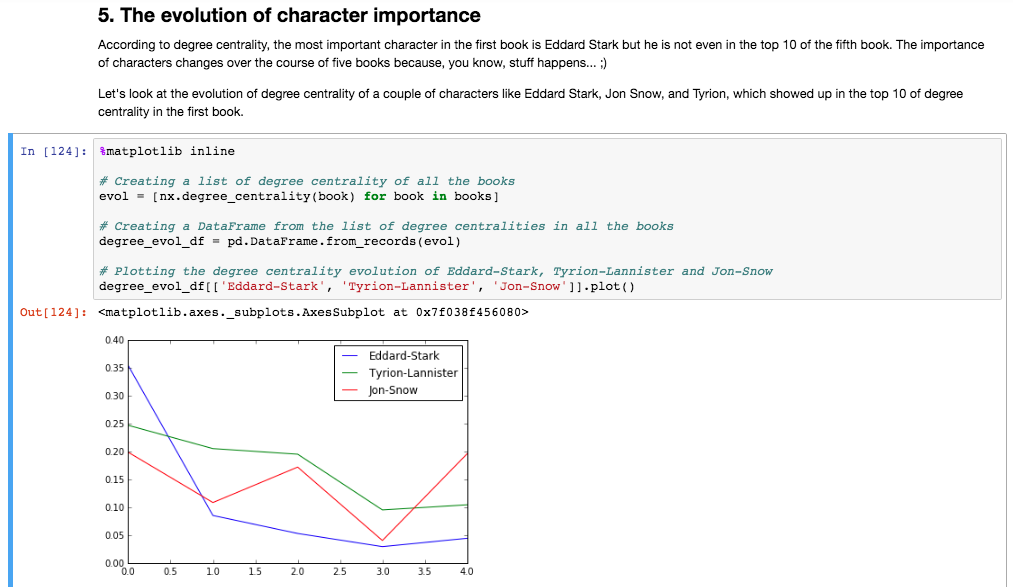 5. The evolution of character importance
According to degree centrality, the most important character in the first book is Eddard Stark but he is not even in the top 10 of the fifth book. The importance
of characters changes over the course of five books because, you know, stuff happens... ;)
Let's look at the evolution of degree centrality of a couple of characters like Eddard Stark, Jon Snow, and Tyrion, which showed up in the top 10 of degree
centrality in the first book.
In [124]: %matplotlib inline
# Creating a list of degree centrality of all the books
evol = [nx.degree_centrality(book) for book in books]
# Creating a DataFrame from the list of degree centralities in all the books
degree_evol_df = pd.DataFrame.from_records(evol)
# Plotting the degree centrality evolution of Eddard-Stark, Tyrion-Lannister and Jon-Snow
degree_evol_df[['Eddard-Stark', 'Tyrion-Lannister', 'Jon-Snow']].plot()
Out[124]: <matplotlib.axes._subplots.AxesSubplot at 0x7f038f456080>
0.40
Eddard-Stark
Tyrion-Lannister
Jon-Snow
0.35
0.30
0.25
0.20
0.15
0.10
0.05
0.00
0.0 0.5 1.0 1.5 2.0 2.5 3.0 3.5 4.0